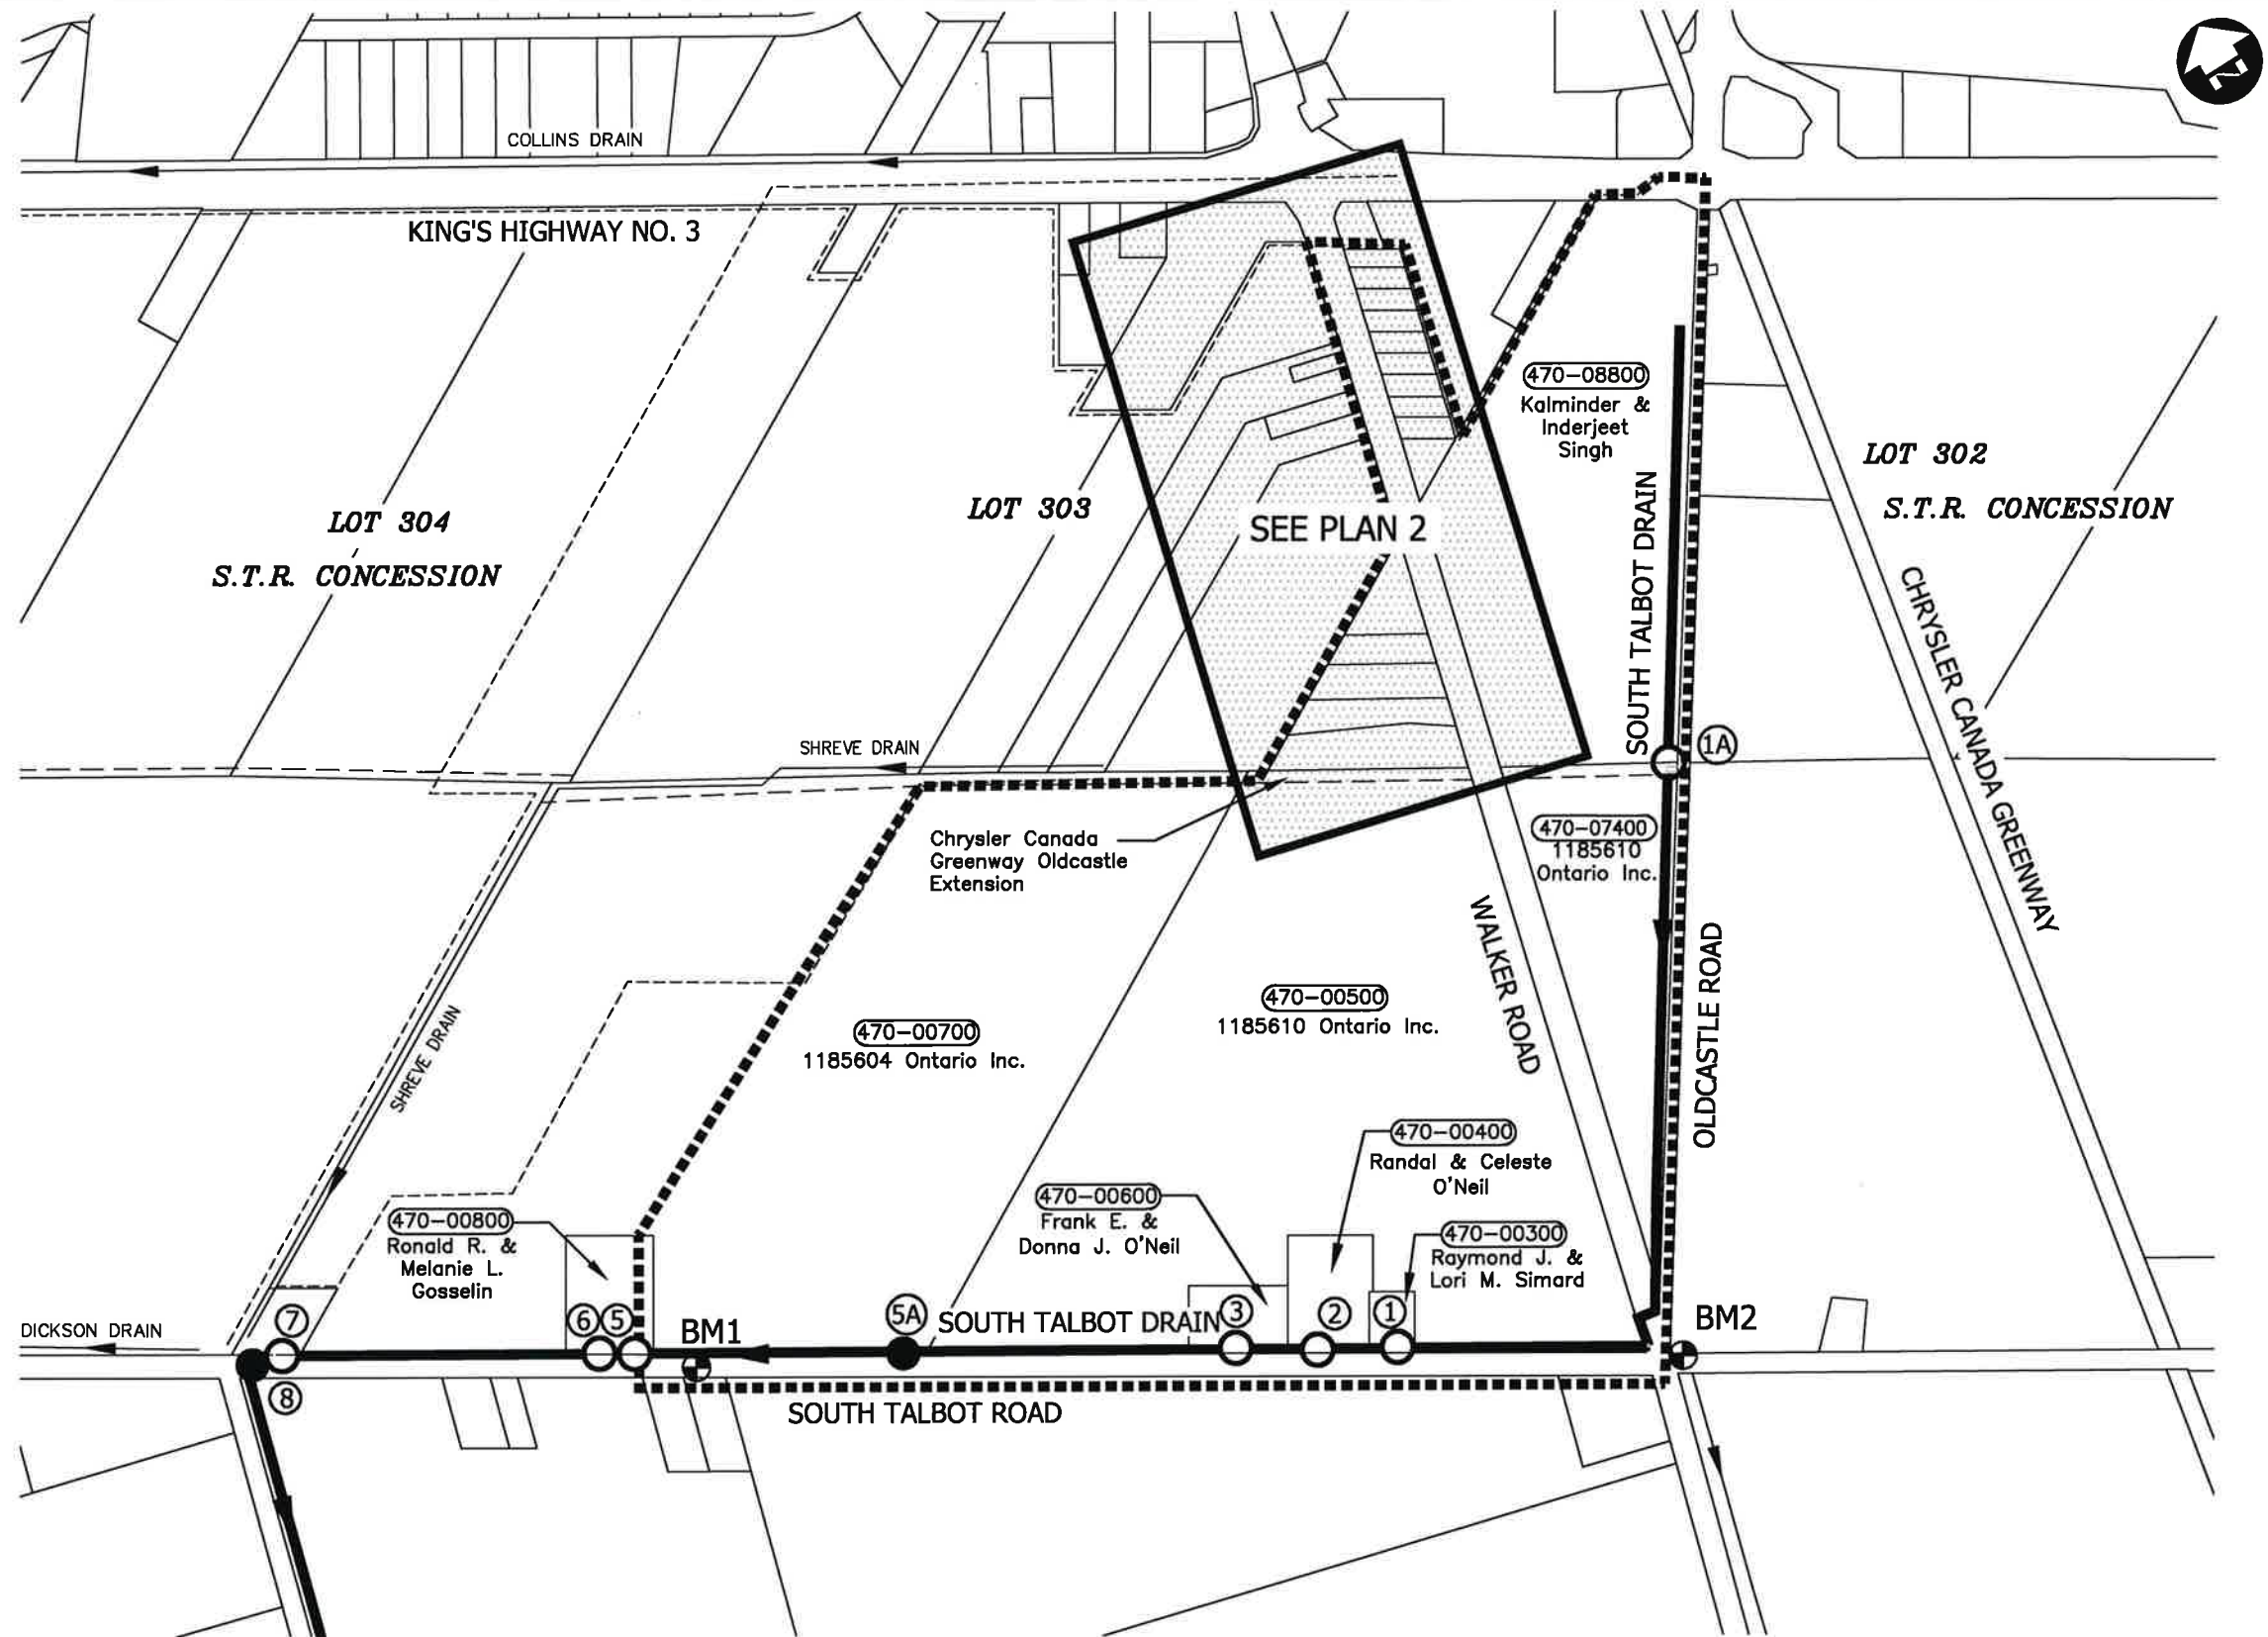 COLLINS DRAIN
KING'S HIGHWAY NO. 3
470-08800
Kalminder &
Inderjeet
Singh
LOT 302
S.T.R. CONCESSION
LOT 303
LOT 304
S.T.R. CONCESSION
SEE PLAN 2
SOUTH TALBOT DRAIN
CHRYSLER CANADA GREENWAY
SHREVE DRAIN
1A
Chrysler Canada
Greenway Oldcastle
Extension
470-07400
1185610
Ontario Inc.
WALKER ROAD
OLDCASTLE ROAD
470-00500
1185610 Ontario Inc.
470-00700
1185604 Ontario Inc.
SHREVE DRAIN
470-00400
Randal & Celeste
O'Neil
470-00600
Frank E. &
Donna J. O'Neil
470-00300
Raymond J. &
Lori M. Simard
470-00800
Ronald R. &
Melanie L.
Gosselin
DICKSON DRAIN
7
6
5
BM1
5A
SOUTH TALBOT DRAIN
3
2
1
BM2
8
SOUTH TALBOT ROAD